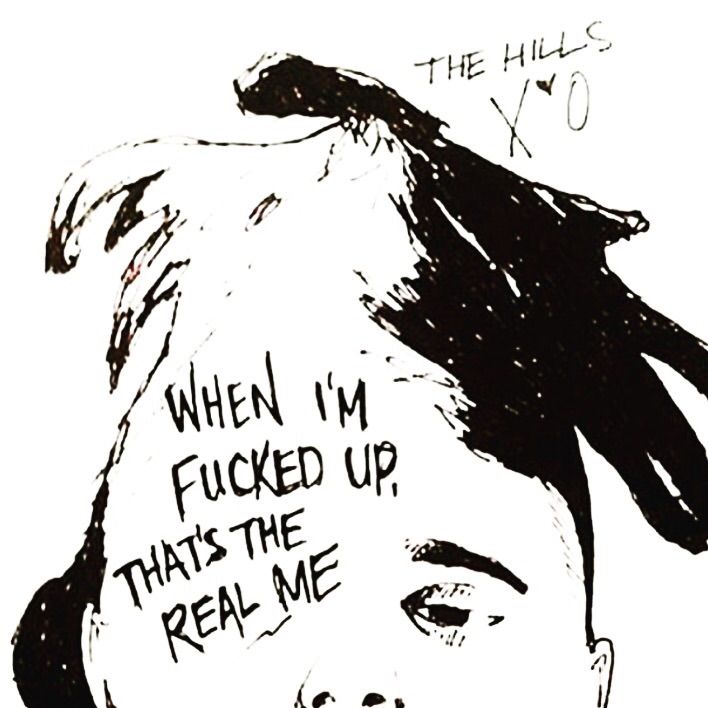 THE HILLS
X♥O
WHEN I'M
FUCKED UP,
THAT'S THE
REAL ME